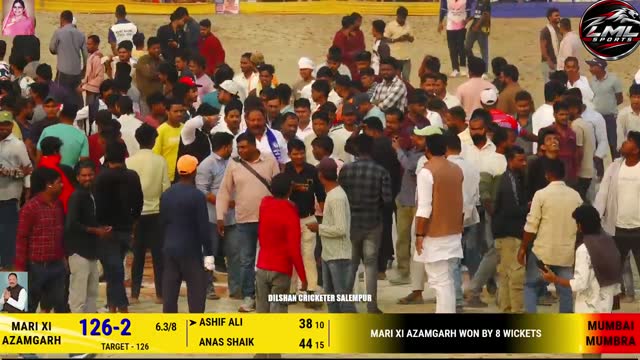 LML
SPORTS
DILSHAN CRICKETER SALEMPUR
MARI XI
AZAMGARH
126-2
6.3/8
TARGET - 126
ASHIF ALI 38 10
ANAS SHAIK 44 15
MARI XI AZAMGARH WON BY 8 WICKETS
MUMBAI
MUMBRA